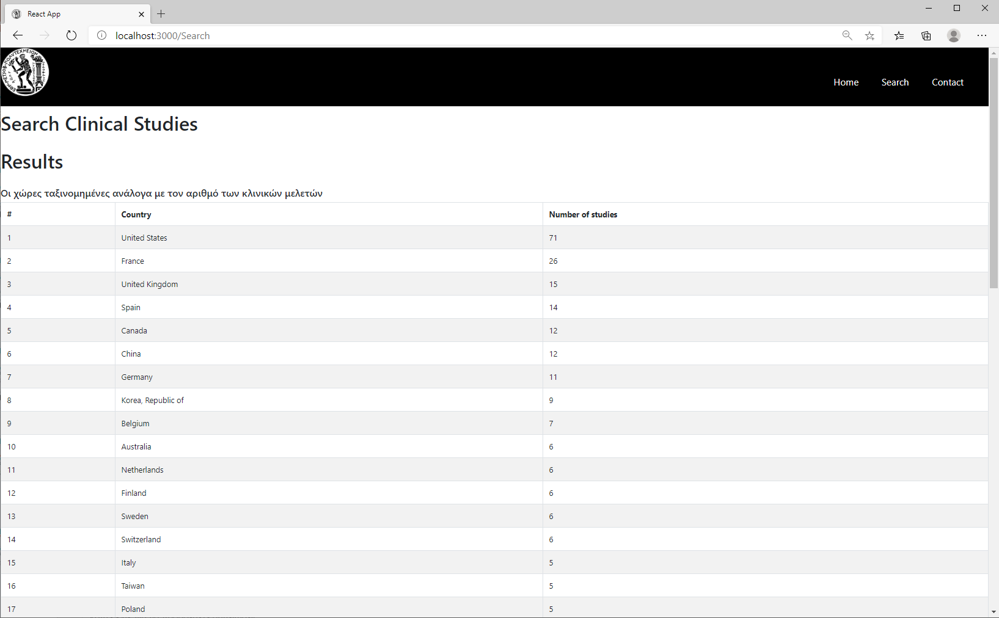 React App
localhost:3000/Search
Home Search Contact
Search Clinical Studies
Results
Οι χώρες ταξινομημένες ανάλογα με τον αριθμό των κλινικών μελετών
# Country Number of studies
1 United States 71
2 France 26
3 United Kingdom 15
4 Spain 14
5 Canada 12
6 China 12
7 Germany 11
8 Korea, Republic of 9
9 Belgium 7
10 Australia 6
11 Netherlands 6
12 Finland 6
13 Sweden 6
14 Switzerland 6
15 Italy 5
16 Taiwan 5
17 Poland 5